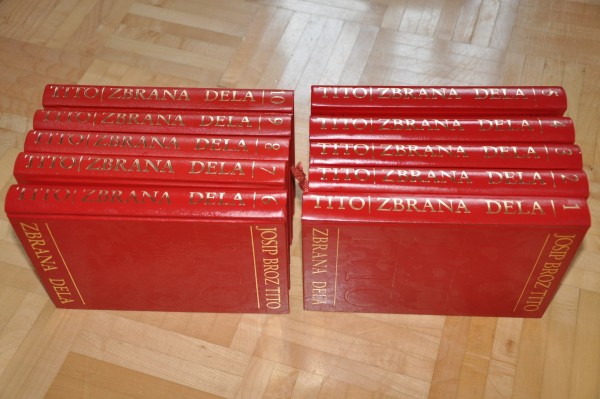 TITO | ZBRANA DELA | 10
TITO | ZBRANA DELA | 9
TITO | ZBRANA DELA | 8
TITO | ZBRANA DELA | 7
TITO | ZBRANA DELA | 6
ZBRANA DELA
JOSIP BROZ TITO
TITO | ZBRANA DELA | 5
TITO | ZBRANA DELA | 4
TITO | ZBRANA DELA | 3
TITO | ZBRANA DELA | 2
TITO | ZBRANA DELA | 1
ZBRANA DELA
TITO
JOSIP BROZ TITO